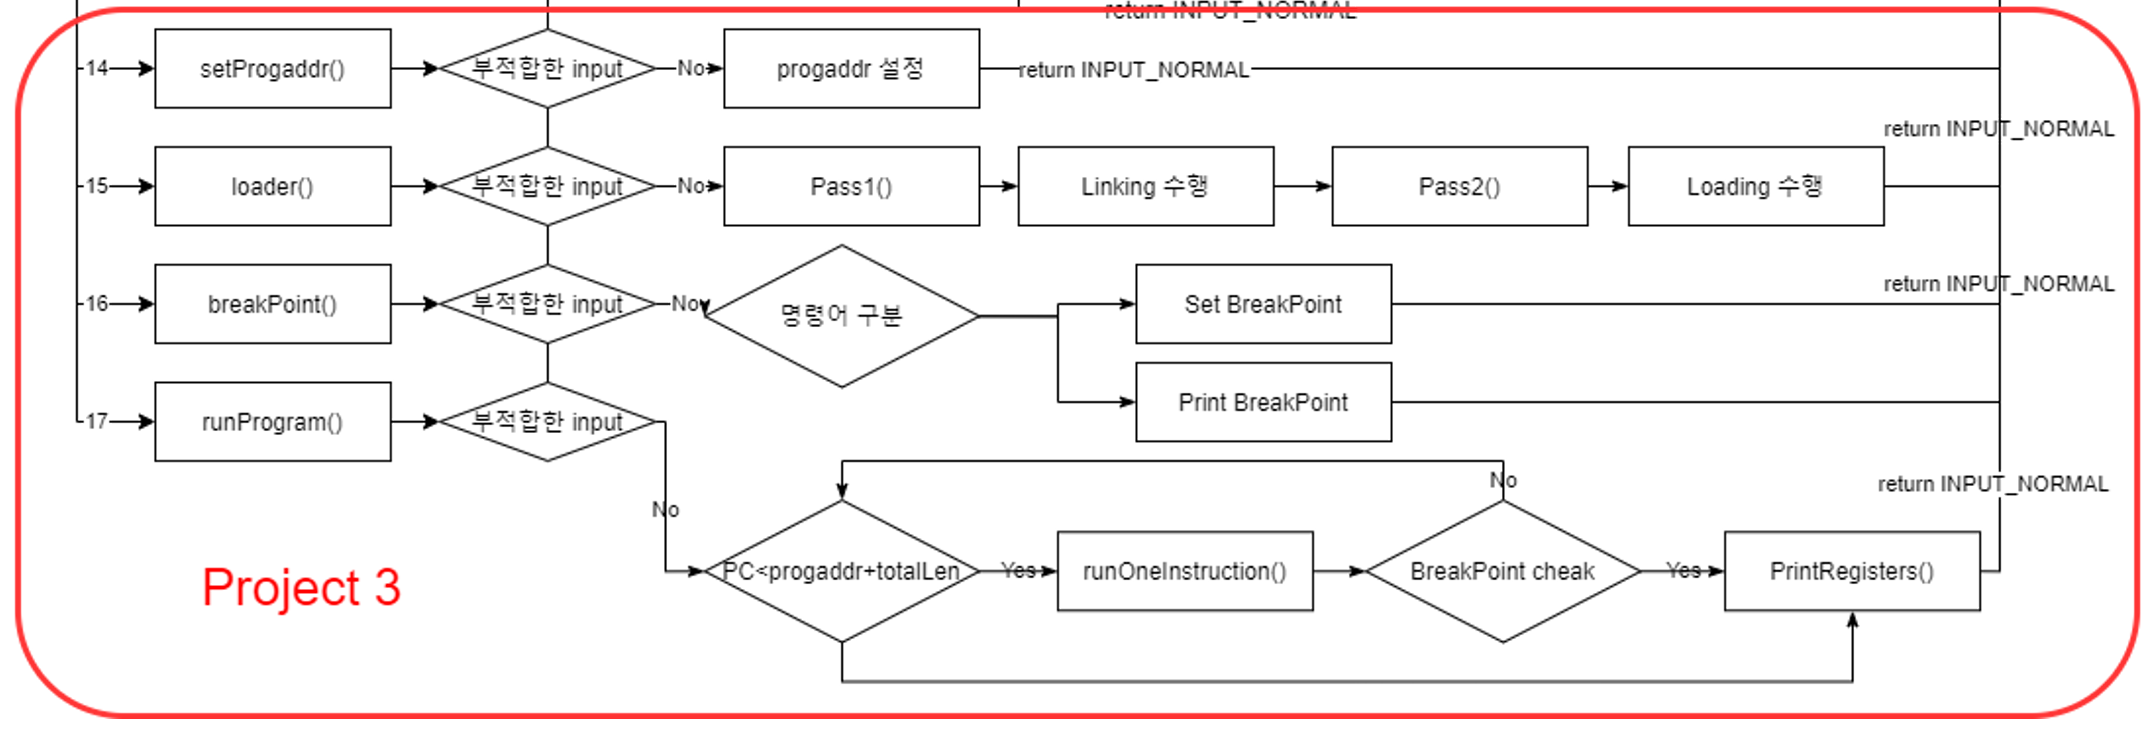 return INPUT_NORMAL
14 setProgaddr() 부적합한 input No progaddr 설정 return INPUT_NORMAL
return INPUT_NORMAL
15 loader() 부적합한 input No Pass1() Linking 수행 Pass2() Loading 수행
return INPUT_NORMAL
16 breakPoint() 부적합한 input No 명령어 구분 Set BreakPoint
Print BreakPoint
17 runProgram() 부적합한 input
No
return INPUT_NORMAL
No
PC<progaddr+totalLen Yes runOneInstruction() BreakPoint cheak Yes PrintRegisters()
Project 3